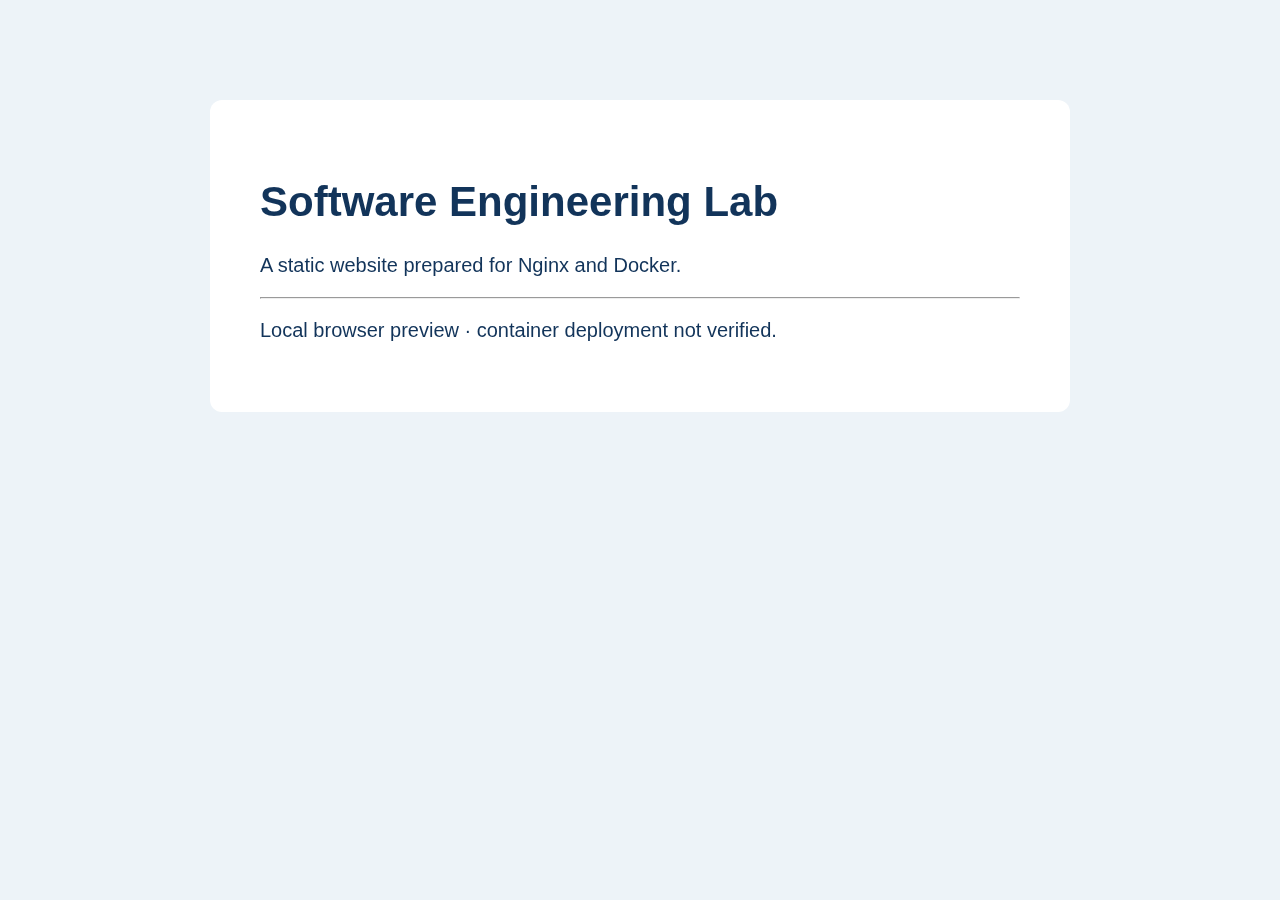 Software Engineering Lab
A static website prepared for Nginx and Docker.
Local browser preview · container deployment not verified.